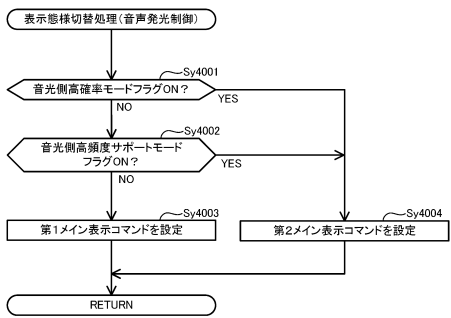 表示態様切替処理(音声発光制御)
Sy4001
音光側高確率モードフラグON?
YES
NO
Sy4002
音光側高頻度サポートモード
フラグON?
YES
NO
Sy4003
第1メイン表示コマンドを設定
Sy4004
第2メイン表示コマンドを設定
RETURN